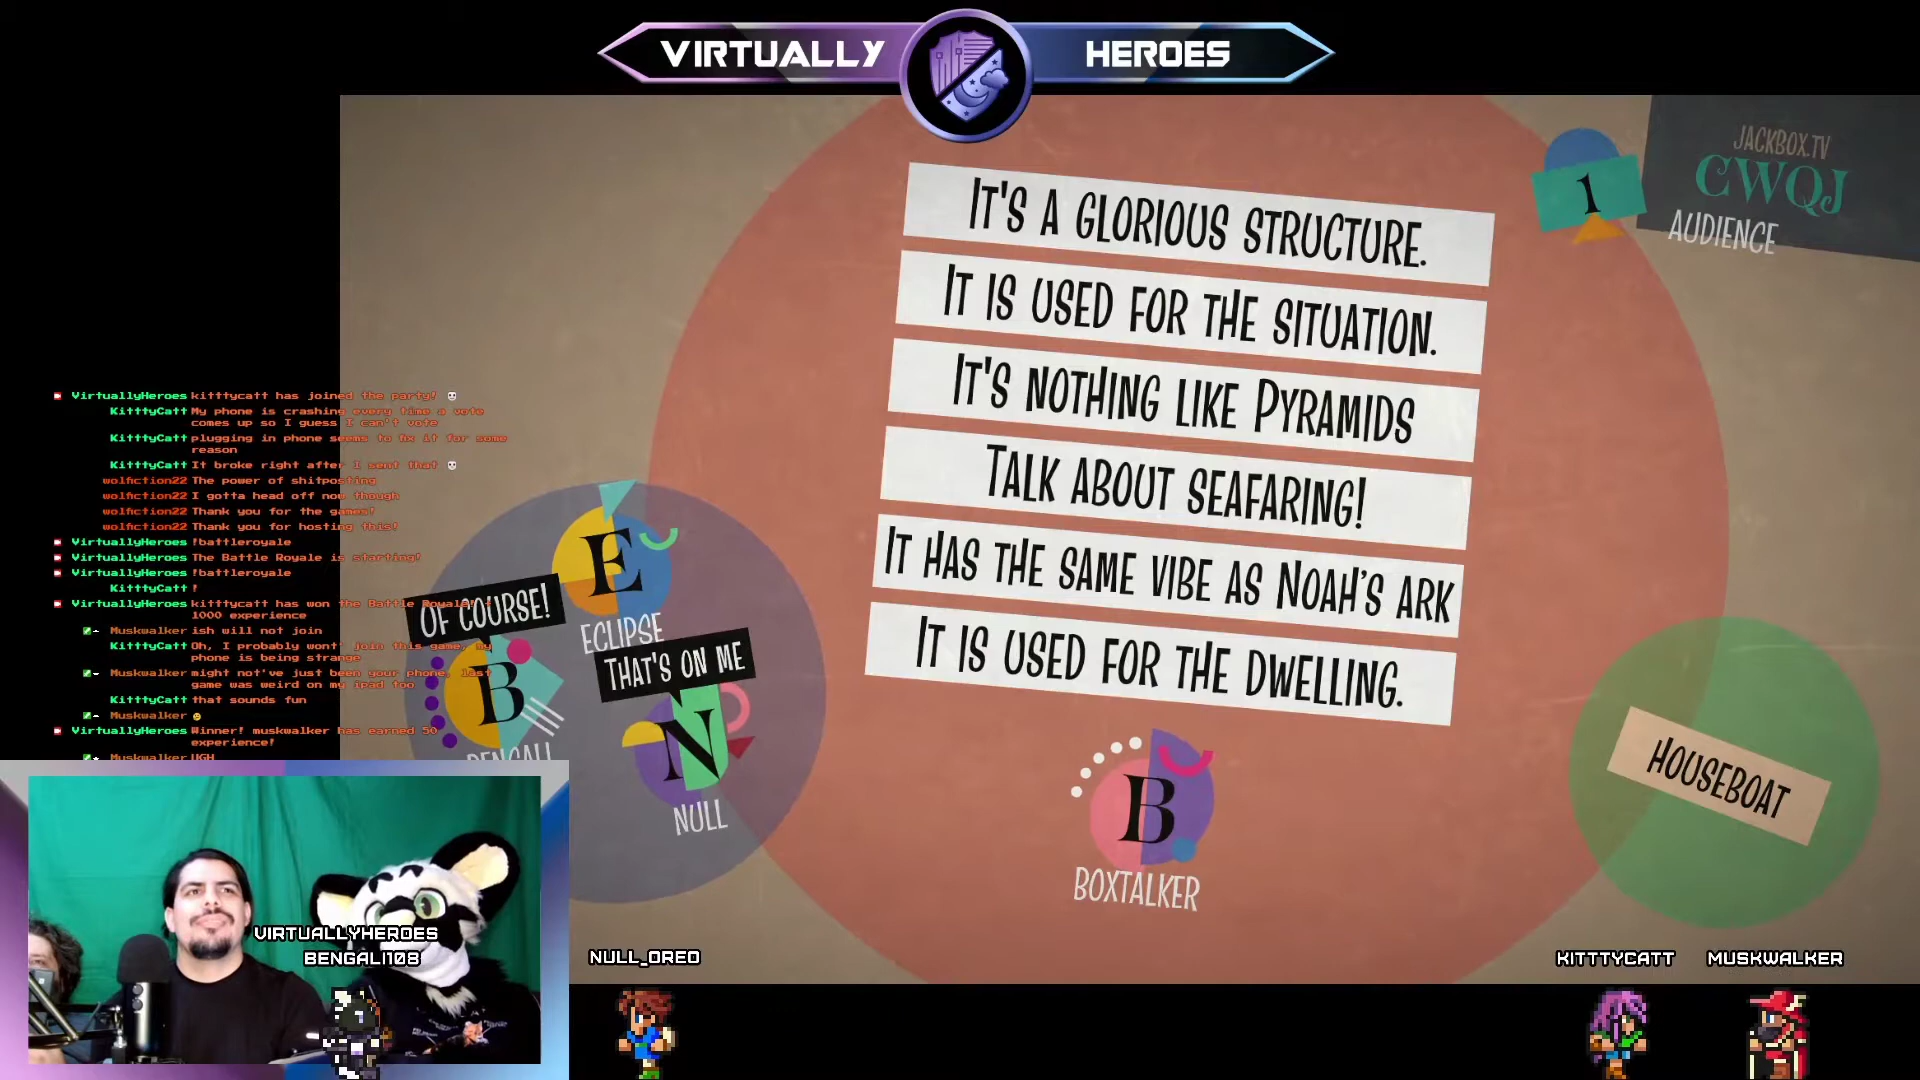 VIRTUALLY HEROES
JACKBOX.TV
CWQJ
AUDIENCE
1
IT'S A GLORIOUS STRUCTURE.
IT IS USED FOR THE SITUATION.
IT'S NOTHING LIKE PYRAMIDS
TALK ABOUT SEAFARING!
IT HAS THE SAME VIBE AS NOAH'S ARK
IT IS USED FOR THE DWELLING.
VirtuallyHeroes kitttycatt has joined the party!
KitttyCatt My phone is crashing every time a vote
comes up so I guess I can't vote
KitttyCatt plugging in phone seems to fix it for some
reason
KitttyCatt It broke right after I sent that
wolfiction22 The power of shitposting
wolfiction22 I gotta head off now though
wolfiction22 Thank you for the games!
wolfiction22 Thank you for hosting this!
VirtuallyHeroes !battleroyale
VirtuallyHeroes The Battle Royale is starting!
VirtuallyHeroes !battleroyale
KitttyCatt !
VirtuallyHeroes kitttycatt has won the Battle Royale! +
1000 experience
Muskwalker ish will not join
KitttyCatt Oh, I probably won't join this game, my
phone is being strange
Muskwalker might not've just been your phone, last
game was weird on my ipad too
KitttyCatt that sounds fun
Muskwalker
VirtuallyHeroes Winner! muskwalker has earned 50
experience!
Muskwalker UGH
E
ECLIPSE
OF COURSE!
B
BENGALI
THAT'S ON ME
N
NULL
B
BOXTALKER
HOUSEBOAT
VIRTUALLYHEROES
BENGALI108
NULL_OREO
KITTTYCATT
MUSKWALKER